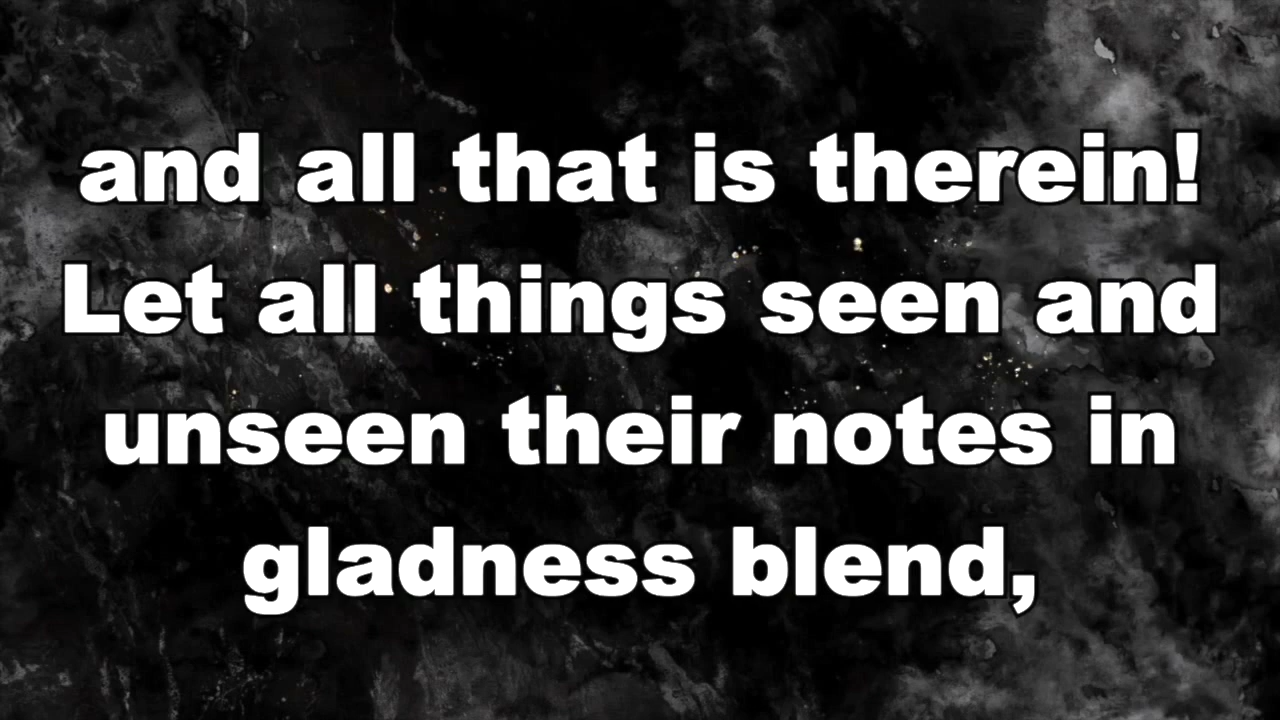 and all that is therein!
Let all things seen and
unseen their notes in
gladness blend,